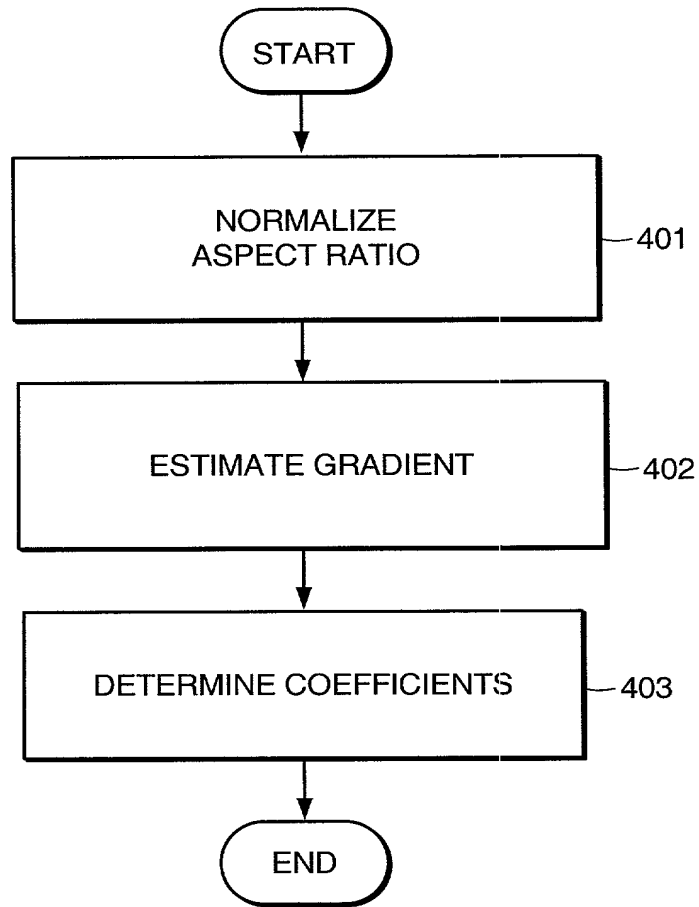 START
NORMALIZE
ASPECT RATIO
401
ESTIMATE GRADIENT
402
DETERMINE COEFFICIENTS
403
END